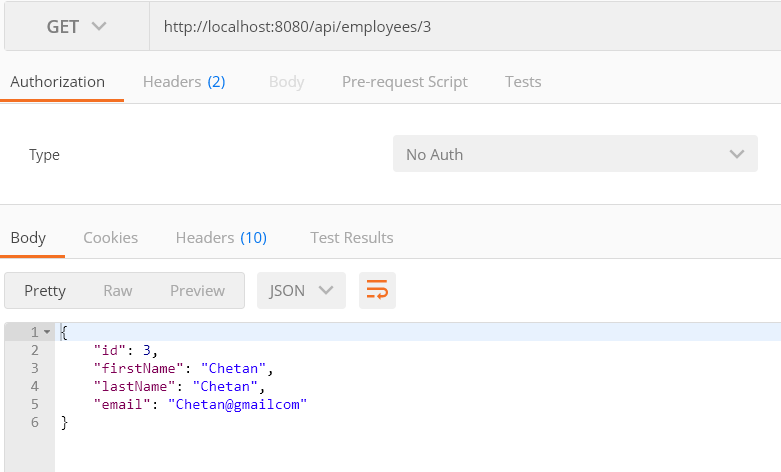 GET http://localhost:8080/api/employees/3
Authorization Headers (2) Body Pre-request Script Tests
Type No Auth
Body Cookies Headers (10) Test Results
Pretty Raw Preview JSON
1 {
2 "id": 3,
3 "firstName": "Chetan",
4 "lastName": "Chetan",
5 "email": "Chetan@gmailcom"
6 }